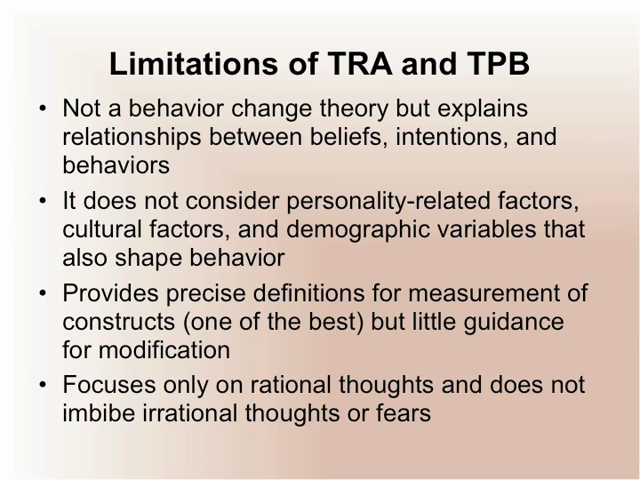 Limitations of TRA and TPB
• Not a behavior change theory but explains
relationships between beliefs, intentions, and
behaviors
• It does not consider personality-related factors,
cultural factors, and demographic variables that
also shape behavior
• Provides precise definitions for measurement of
constructs (one of the best) but little guidance
for modification
• Focuses only on rational thoughts and does not
imbibe irrational thoughts or fears